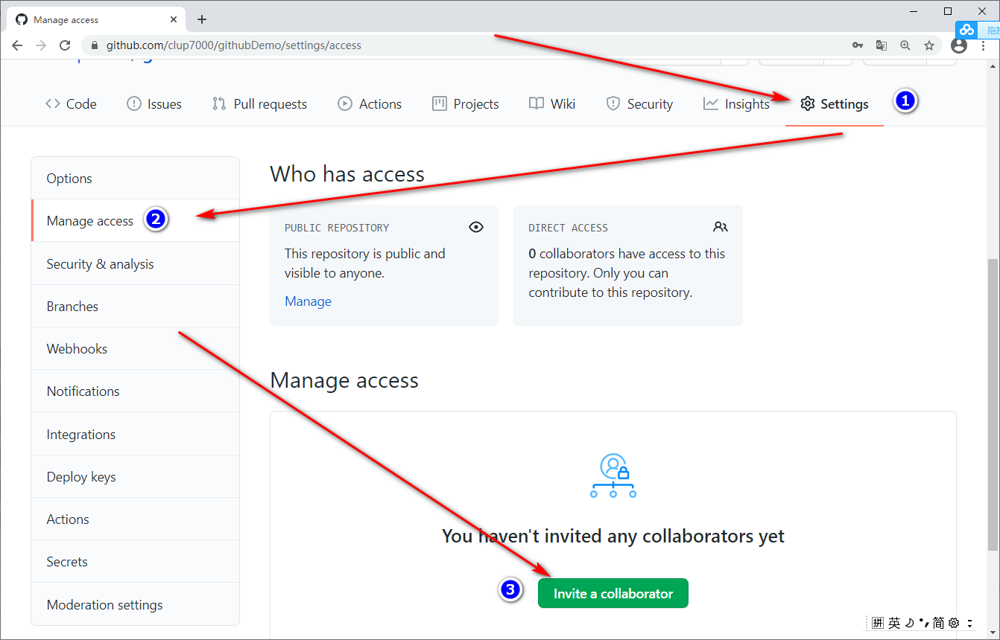 Manage access
github.com/clup7000/githubDemo/settings/access
Code
Issues
Pull requests
Actions
Projects
Wiki
Security
Insights
Settings
1
Options
Manage access
2
Security & analysis
Branches
Webhooks
Notifications
Integrations
Deploy keys
Actions
Secrets
Moderation settings
Who has access
PUBLIC REPOSITORY
This repository is public and
visible to anyone.
Manage
DIRECT ACCESS
0 collaborators have access to this
repository. Only you can
contribute to this repository.
Manage access
You haven't invited any collaborators yet
3
Invite a collaborator
拼 英 简